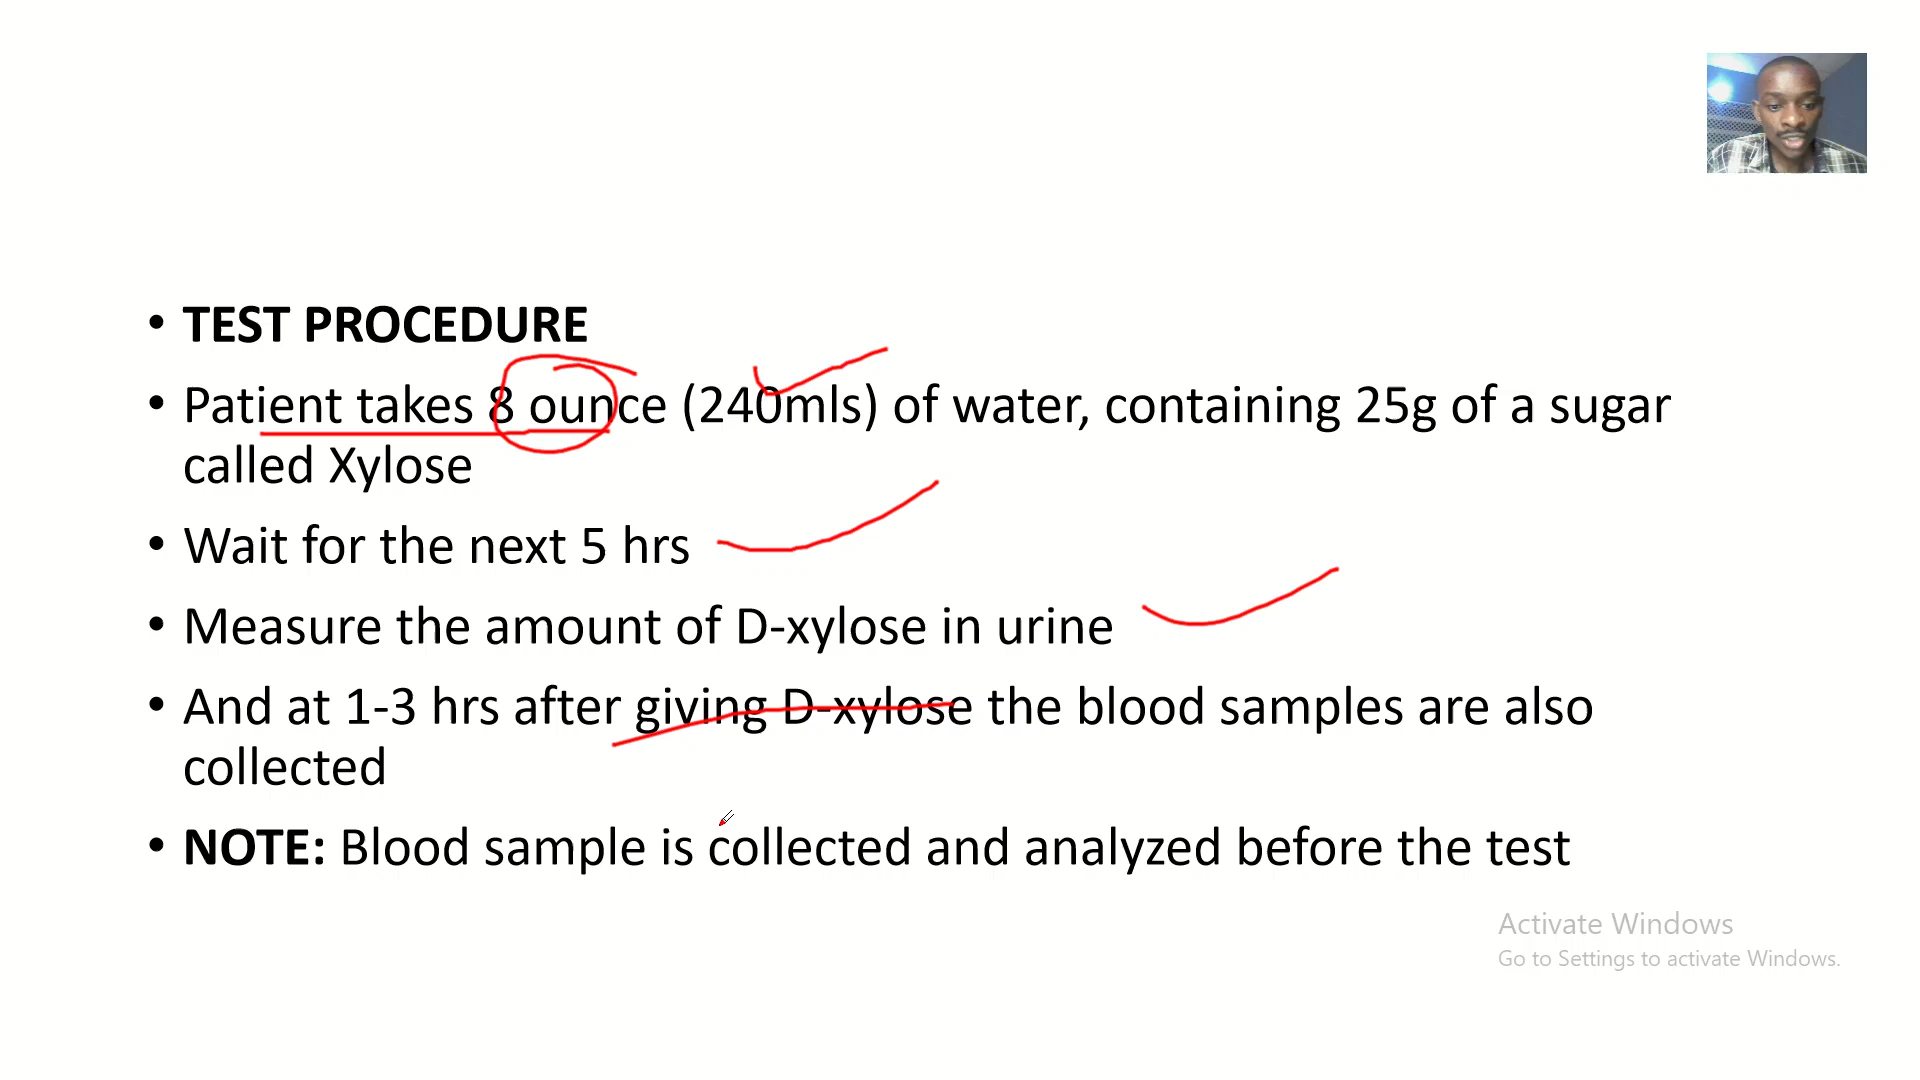 • TEST PROCEDURE
• Patient takes 8 ounce (240mls) of water, containing 25g of a sugar
called Xylose
• Wait for the next 5 hrs
• Measure the amount of D-xylose in urine
• And at 1-3 hrs after giving D-xylose the blood samples are also
collected
• NOTE: Blood sample is collected and analyzed before the test
Activate Windows
Go to Settings to activate Windows.